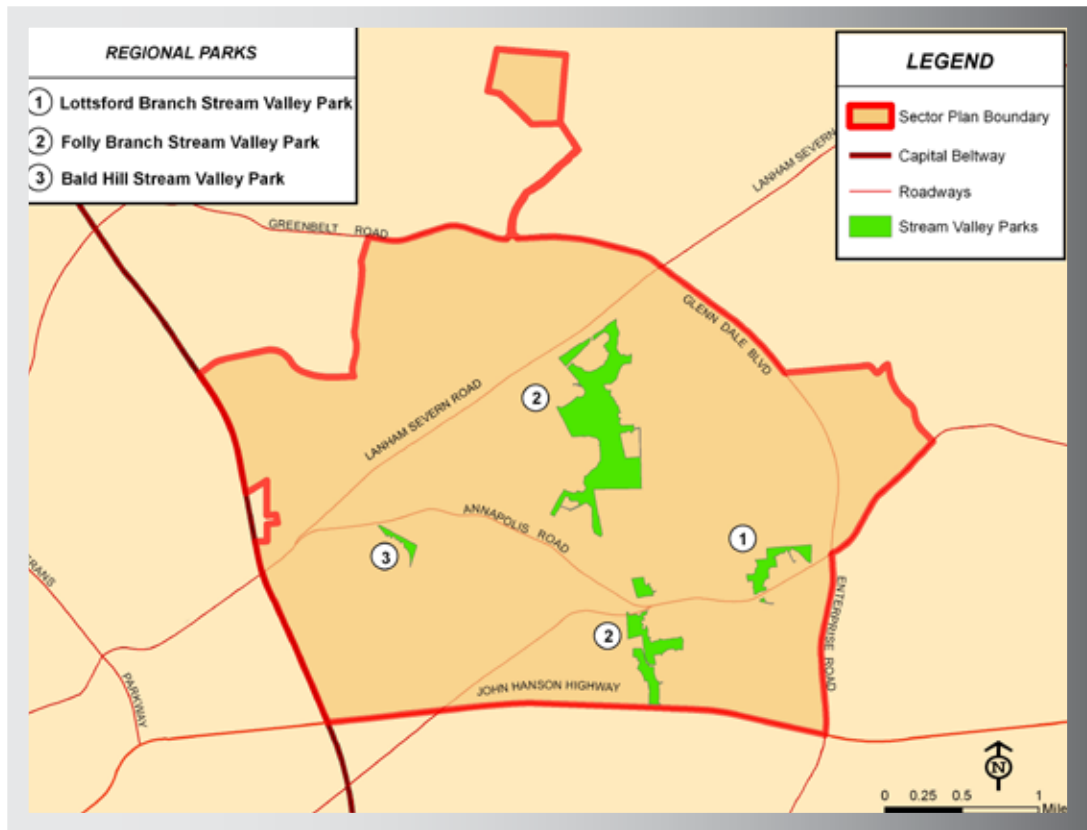 REGIONAL PARKS
1 Lottsford Branch Stream Valley Park
2 Folly Branch Stream Valley Park
3 Bald Hill Stream Valley Park
LEGEND
Sector Plan Boundary
Capital Beltway
Roadways
Stream Valley Parks
LANHAM SEVERN
GREENBELT ROAD
GLENN DALE BLVD
2
LANHAM SEVERN ROAD
ANNAPOLIS ROAD
3
1
2
ENTERPRISE ROAD
JOHN HANSON HIGHWAY
PARKWAY
N
0 0.25 0.5 1
Mile